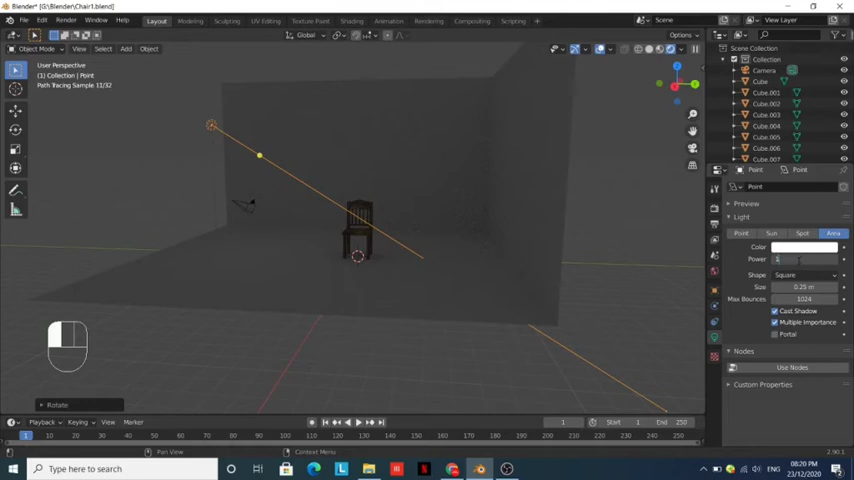 Blender* [G:\Blender\Chair1.blend]
File Edit Render Window Help Layout Modeling Sculpting UV Editing Texture Paint Shading Animation Rendering Compositing Scripting Scene View Layer
Global Options
Object Mode View Select Add Object
User Perspective
(1) Collection | Point
Path Tracing Sample 11/32
Scene Collection
Collection
Camera
Cube
Cube.001
Cube.002
Cube.003
Cube.004
Cube.005
Cube.006
Cube.007
Point Point
Point
Preview
Light
Point Sun Spot Area
Color
Power 1
Shape Square
Size 0.25 m
Max Bounces 1024
Cast Shadow
Multiple Importance
Portal
Nodes
Use Nodes
Custom Properties
Rotate
Playback Keying View Marker 1 Start 1 End 250
1 10 20 30 40 50 60 70 80 90 100 110 120 130 140 150 160 170 180 190 200 210 220 230 240 250
Pan View Context Menu 2.90.1
Type here to search
ENG
08:20 PM
23/12/2020